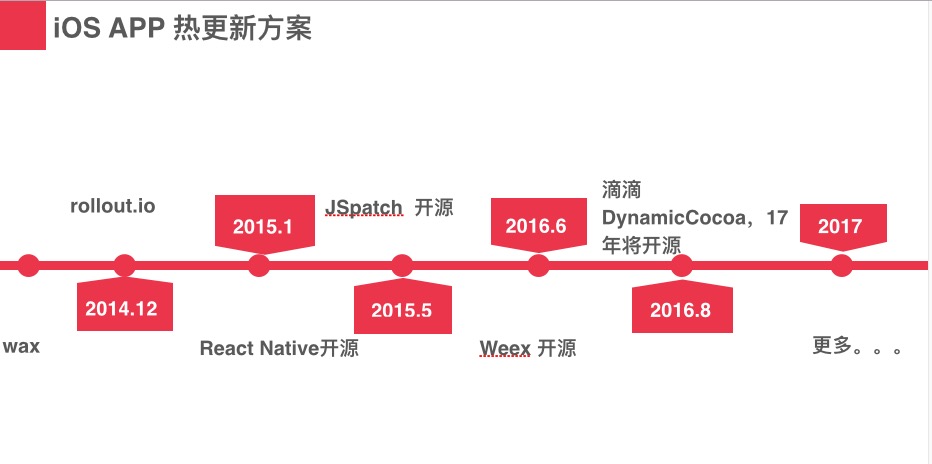 iOS APP 热更新方案
滴滴
rollout.io
JSpatch 开源
DynamicCocoa，17
2015.1
2016.6
2017
年将开源
2014.12
2015.5
2016.8
wax
React Native开源
Weex 开源
更多。。。